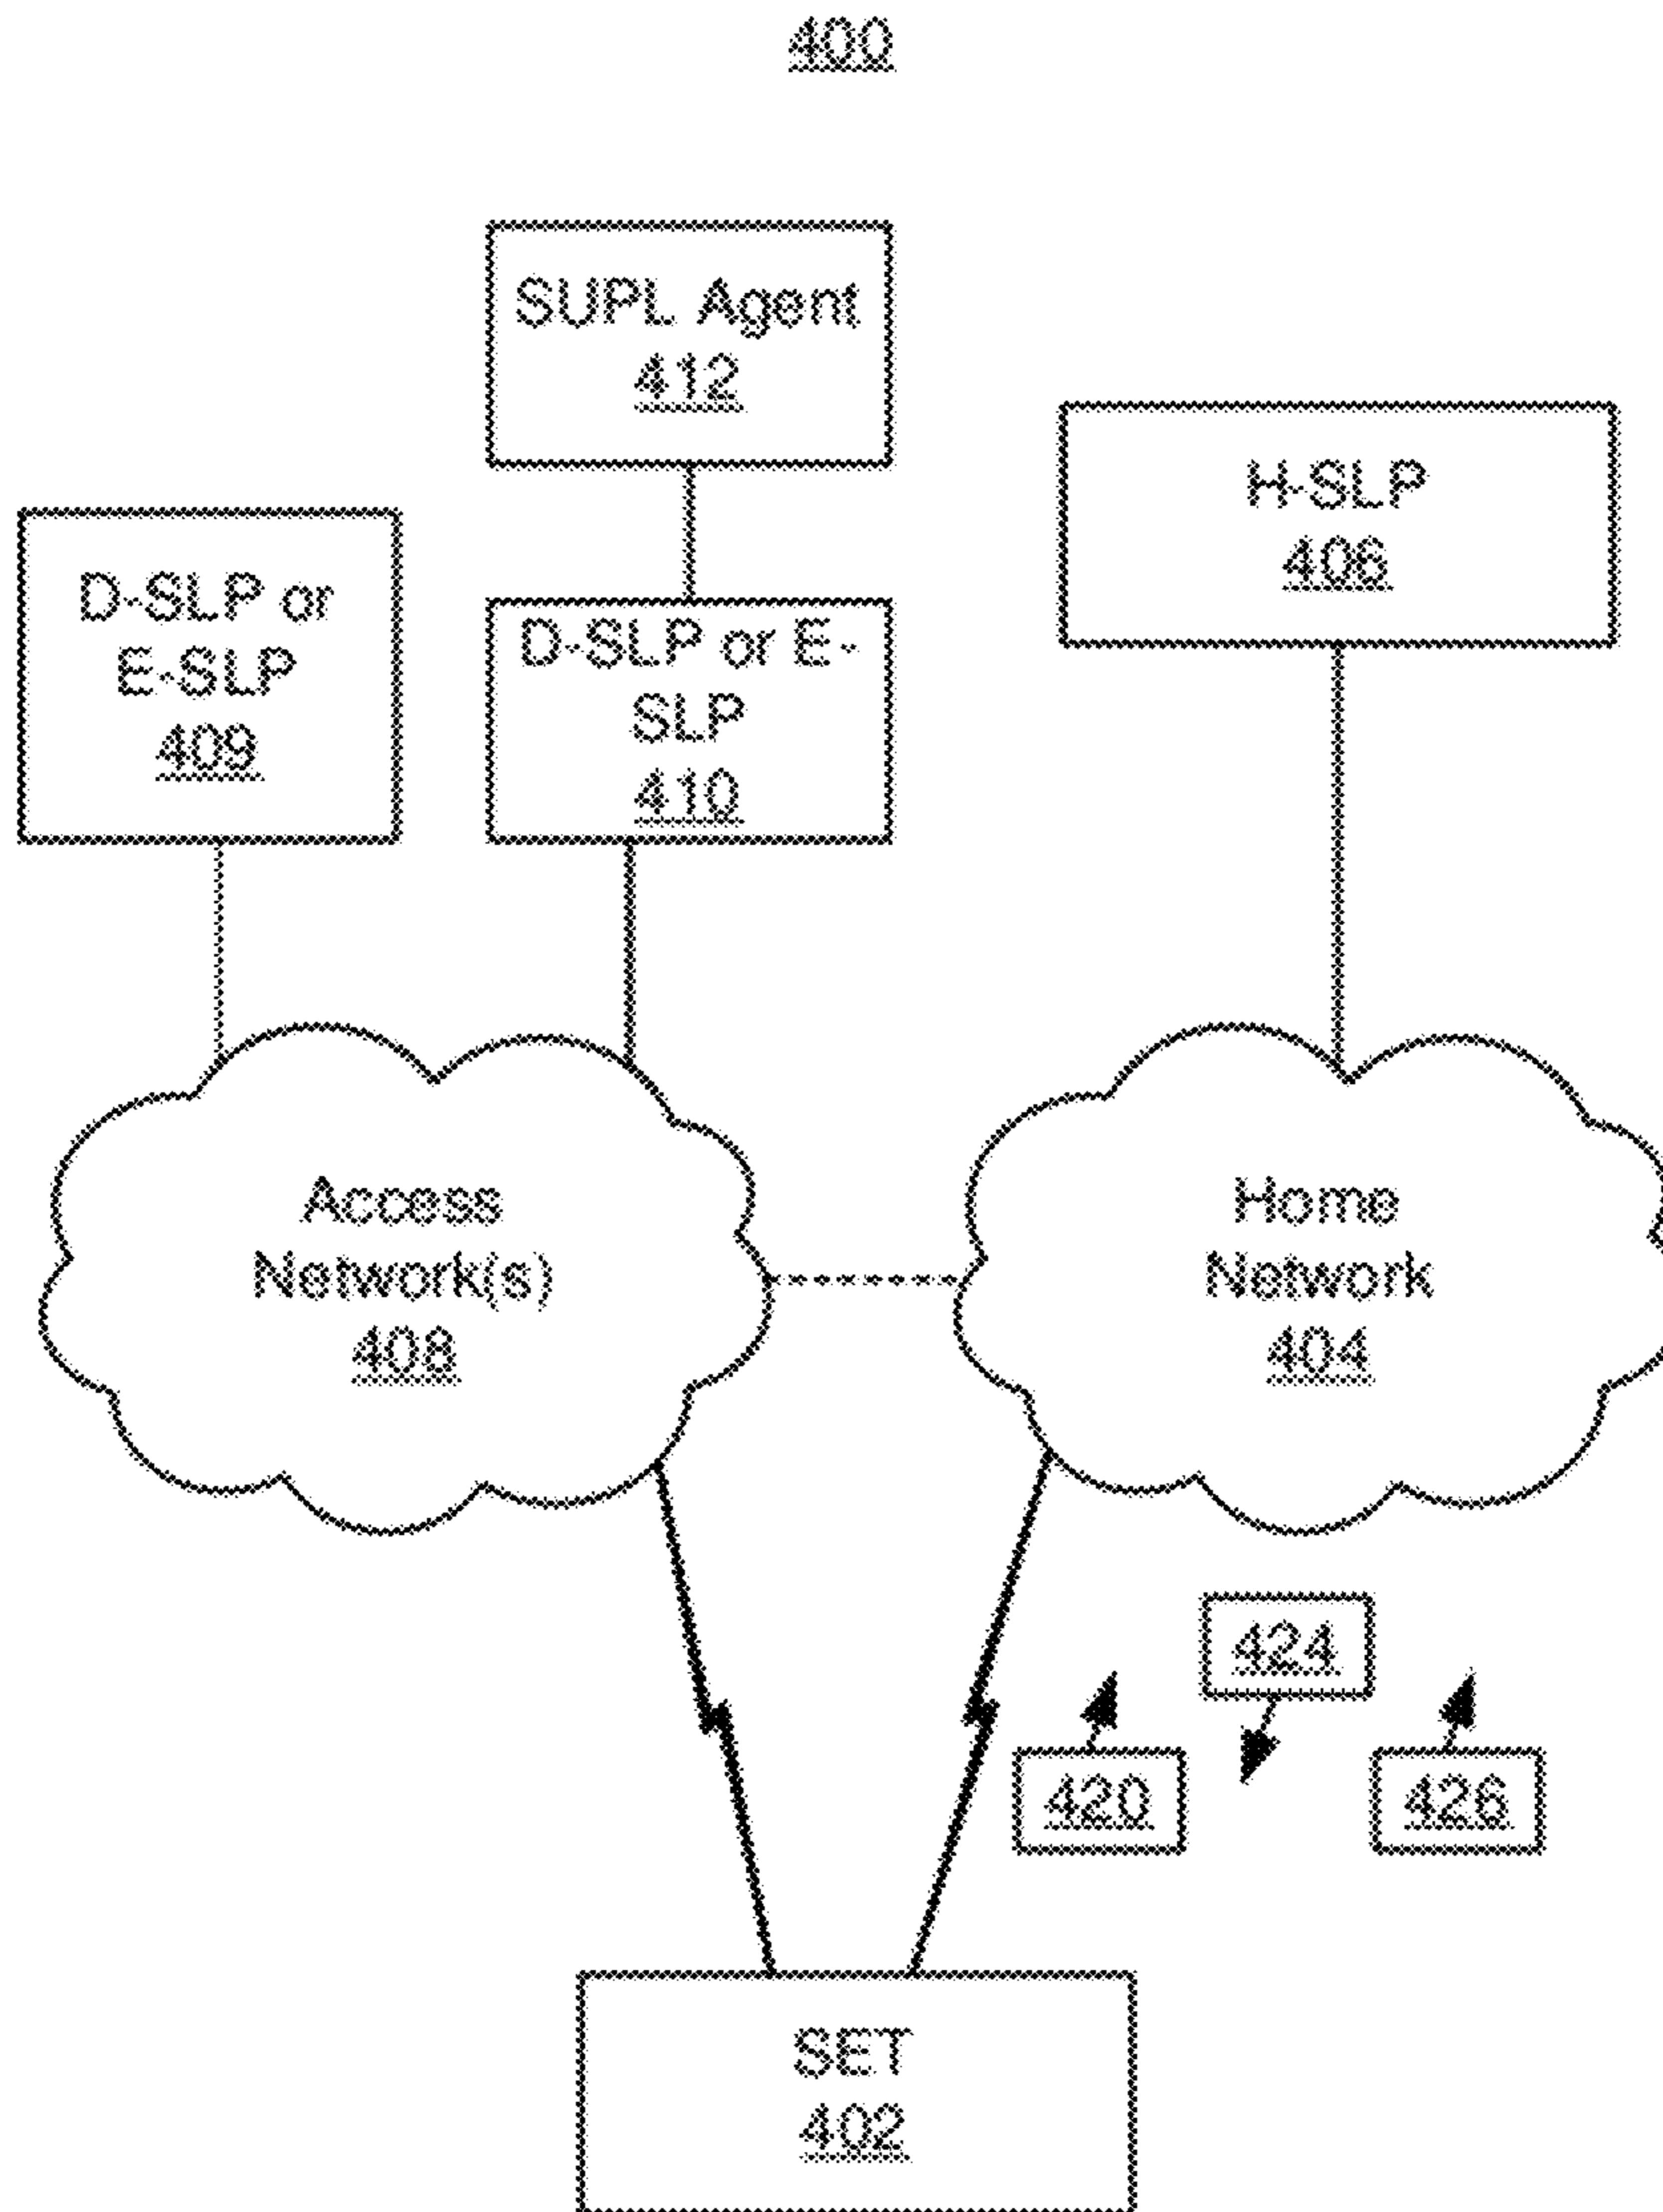 400
SUPL Agent
412
H-SLP
406
D-SLP or
E-SLP
409
D-SLP or E-
SLP
410
Access
Network(s)
408
Home
Network
404
424
420
426
SET
402